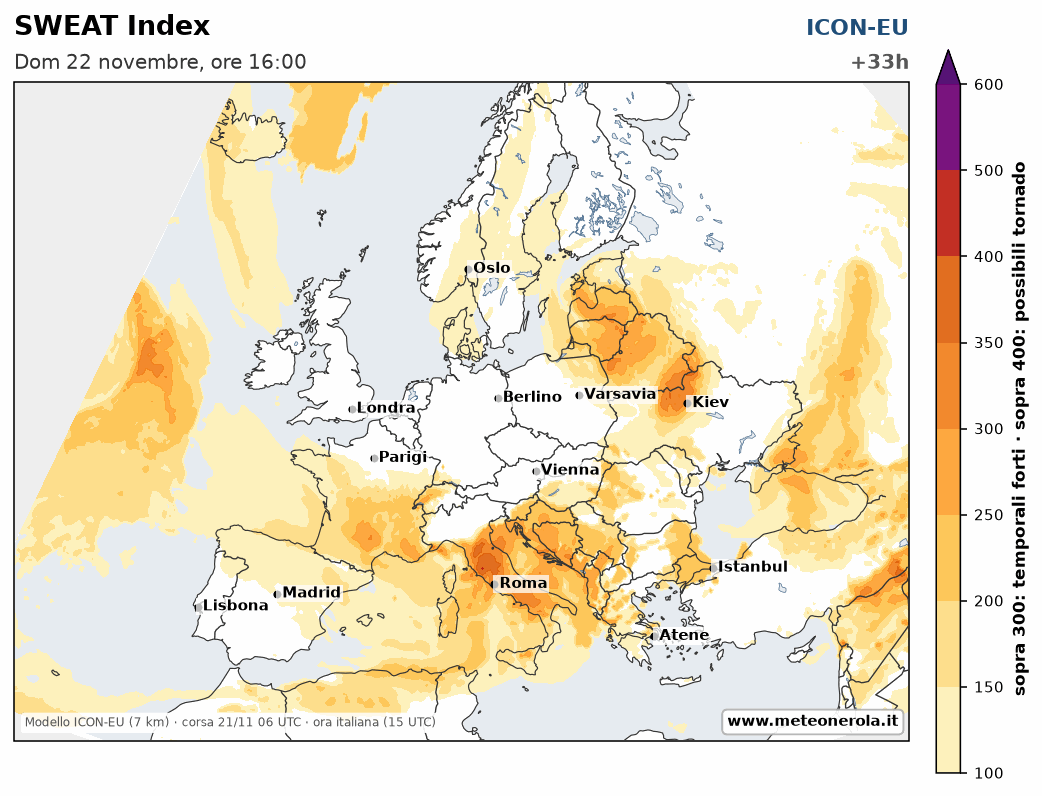 SWEAT Index
ICON-EU
Dom 22 novembre, ore 16:00
+33h
600
500
400
350
300
250
200
150
100
sopra 300: temporali forti · sopra 400: possibili tornado
Oslo
Berlino
Varsavia
Kiev
Londra
Parigi
Vienna
Istanbul
Roma
Madrid
Lisbona
Atene
Modello ICON-EU (7 km) · corsa 21/11 06 UTC · ora italiana (15 UTC)
www.meteonerola.it